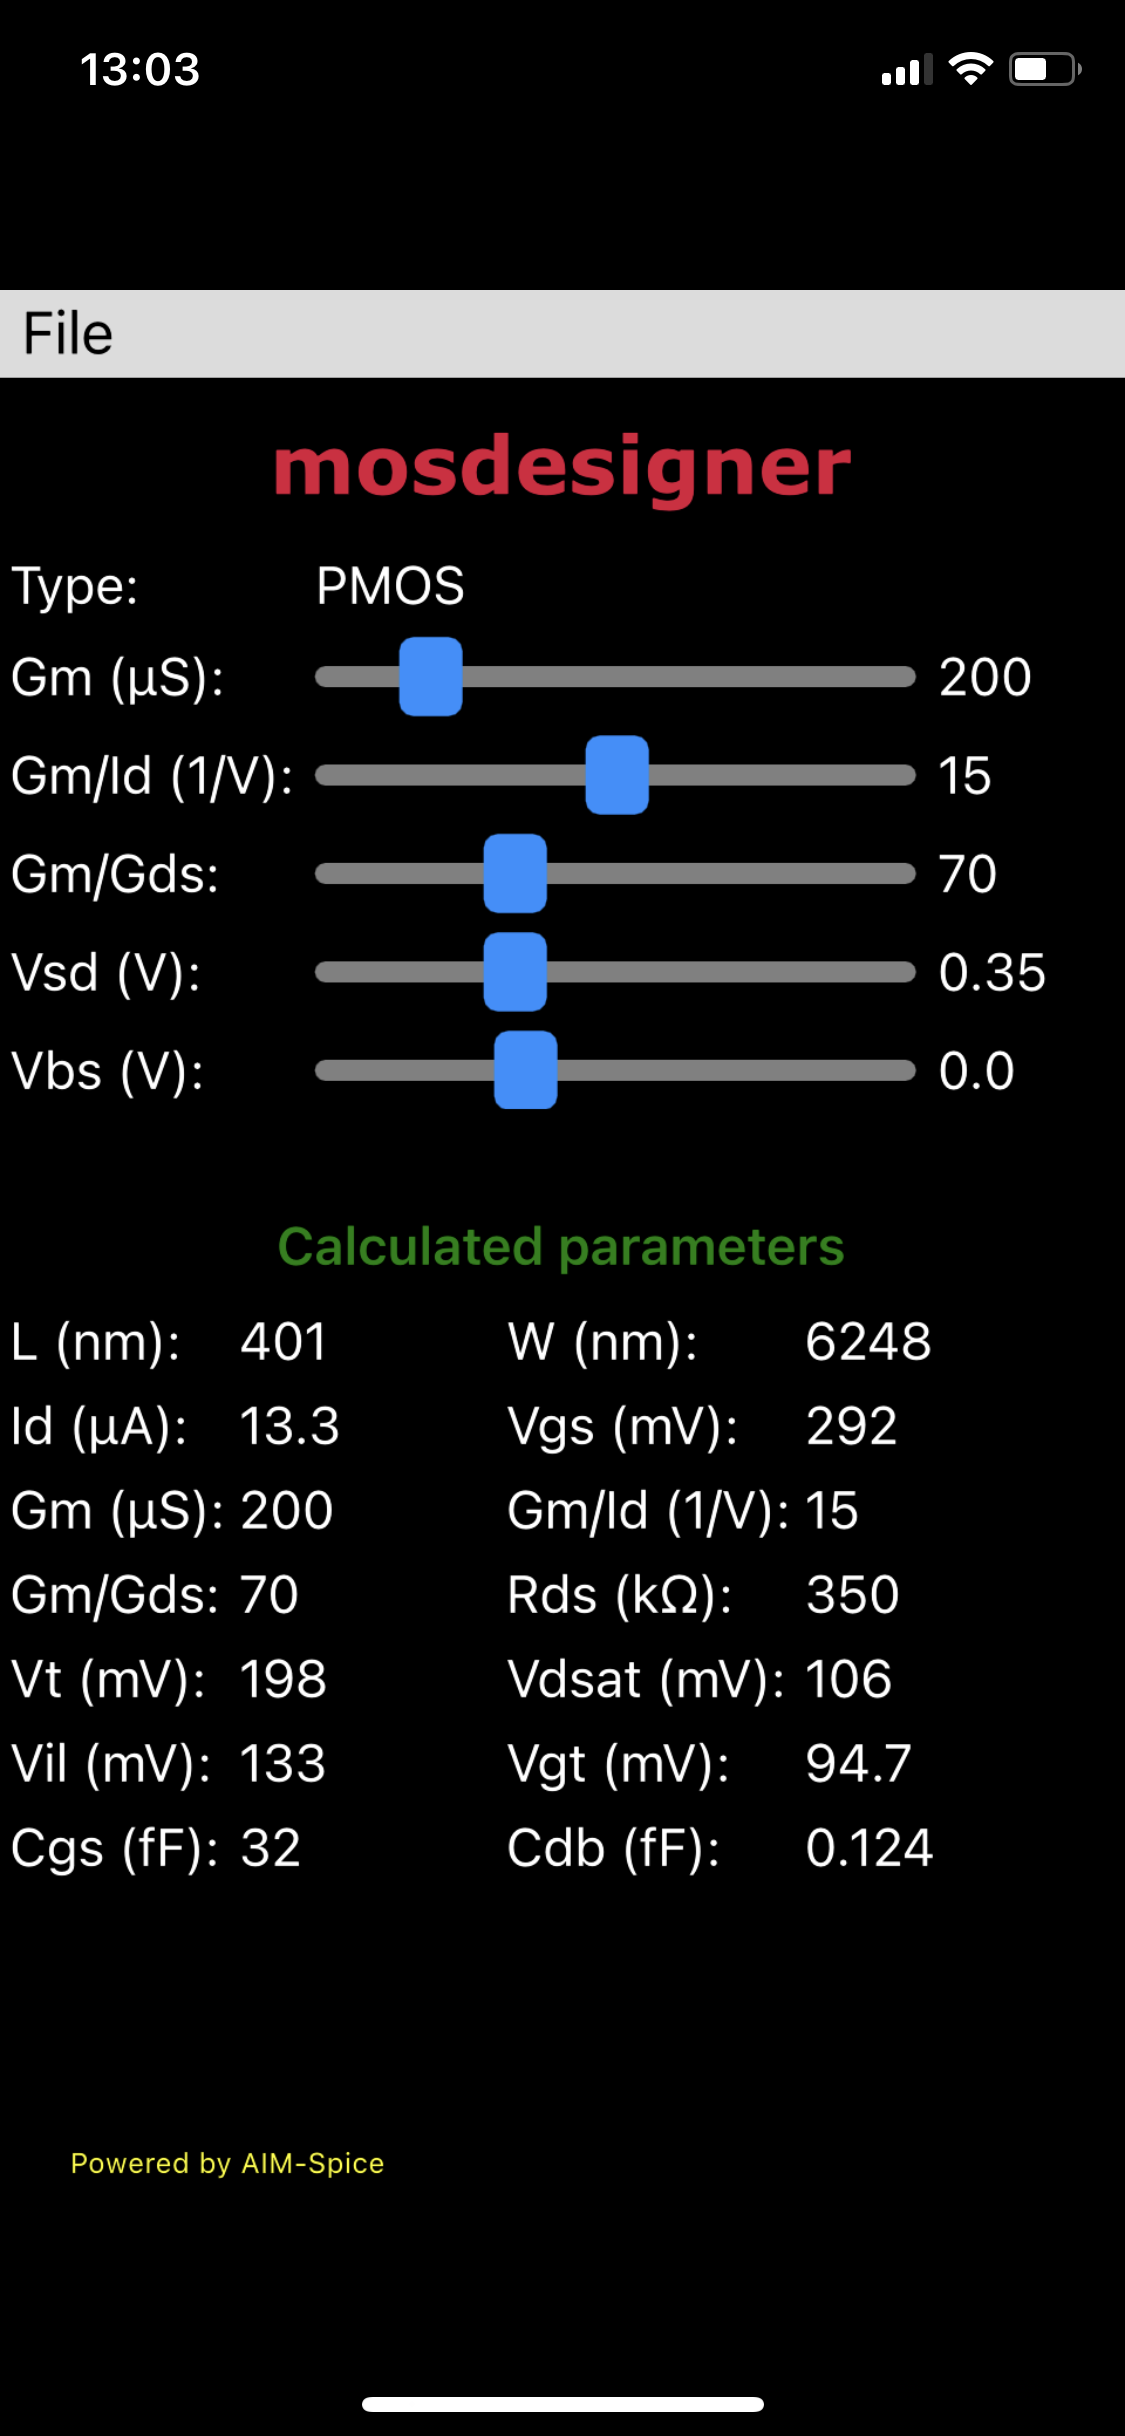 13:03
File
mosdesigner
Type: PMOS
Gm (µS): 200
Gm/Id (1/V): 15
Gm/Gds: 70
Vsd (V): 0.35
Vbs (V): 0.0
Calculated parameters
L (nm): 401 W (nm): 6248
Id (µA): 13.3 Vgs (mV): 292
Gm (µS): 200 Gm/Id (1/V): 15
Gm/Gds: 70 Rds (kΩ): 350
Vt (mV): 198 Vdsat (mV): 106
Vil (mV): 133 Vgt (mV): 94.7
Cgs (fF): 32 Cdb (fF): 0.124
Powered by AIM-Spice